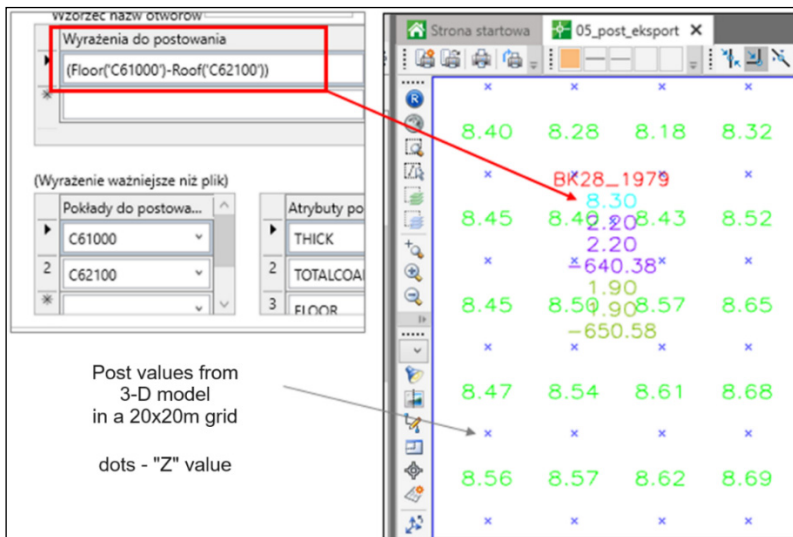 Wzorzec nazw otworów
Wyrażenia do postowania
(Floor('C61000')-Roof('C62100'))
(Wyrażenie ważniejsze niż plik)
Pokłady do postowa...
C61000
2 C62100
Atrybuty po
THICK
2 TOTALCOAL
3 FLOOR
Post values from
3-D model
in a 20x20m grid
dots - "Z" value
Strona startowa
05_post_eksport
8.40 8.28 8.18 8.32
BK28_1979
8.30
8.45 8.43 8.52
2.20
2.20
-640.38
1.90
8.45 8.50 8.57 8.65
1.90
-650.58
8.47 8.54 8.61 8.68
8.56 8.57 8.62 8.69